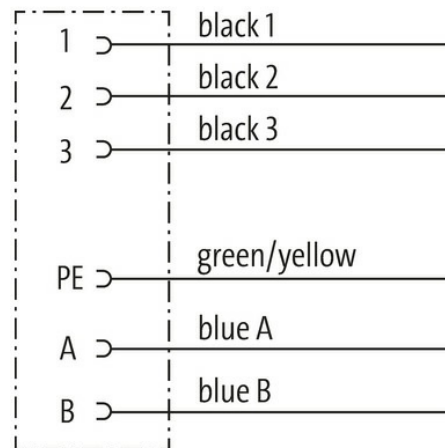 1 black 1
2 black 2
3 black 3
PE green/yellow
A blue A
B blue B